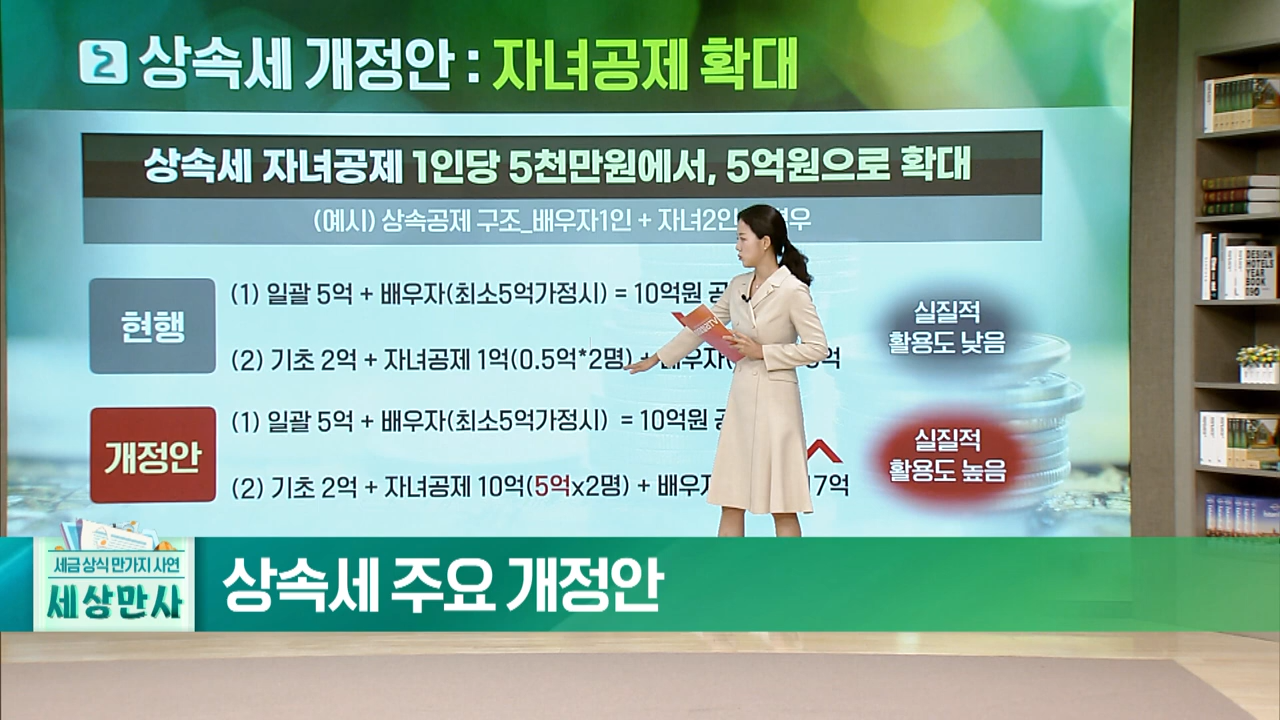 2 상속세 개정안 : 자녀공제 확대
상속세 자녀공제 1인당 5천만원에서, 5억원으로 확대
(예시) 상속공제 구조_배우자1인 + 자녀2인
현행
(1) 일괄 5억 + 배우자(최소5억가정시) = 10억원
(2) 기초 2억 + 자녀공제 1억(0.5억*2명) +
실질적
활용도 낮음
개정안
(1) 일괄 5억 + 배우자(최소5억가정시) = 10억원
(2) 기초 2억 + 자녀공제 10억(5억x2명) + 17억
실질적
활용도 높음
DESIGN
HOTELS
YEAR
BOOK
세금 상식 만가지 사연
세상만사
상속세 주요 개정안